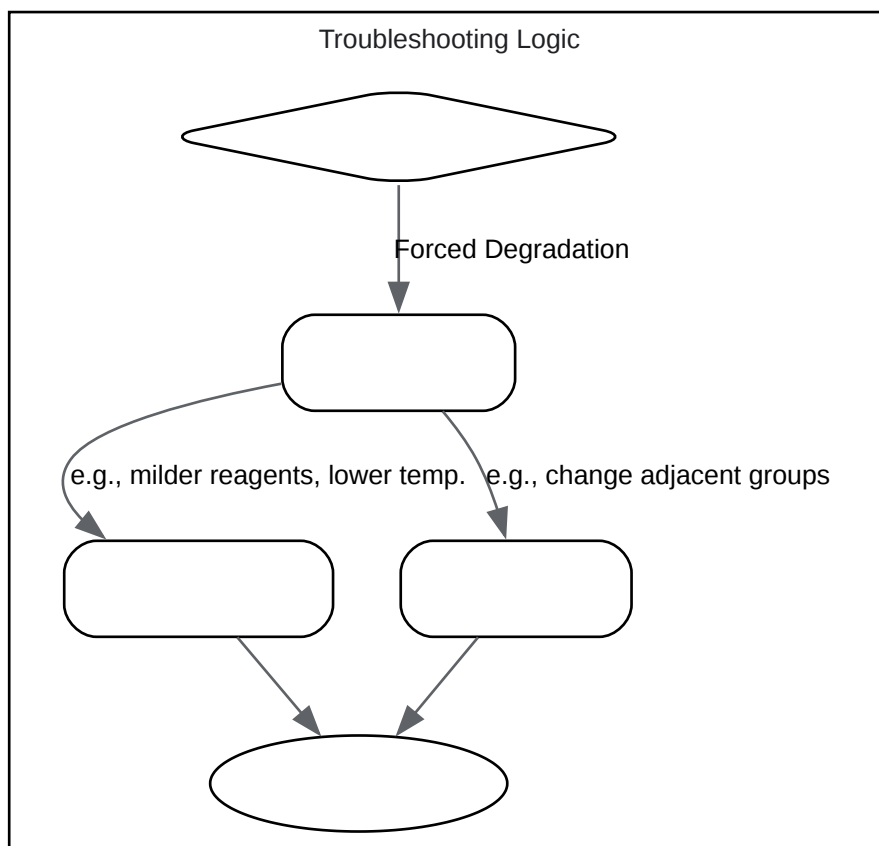 Troubleshooting Logic
Forced Degradation
e.g., milder reagents, lower temp.
e.g., change adjacent groups